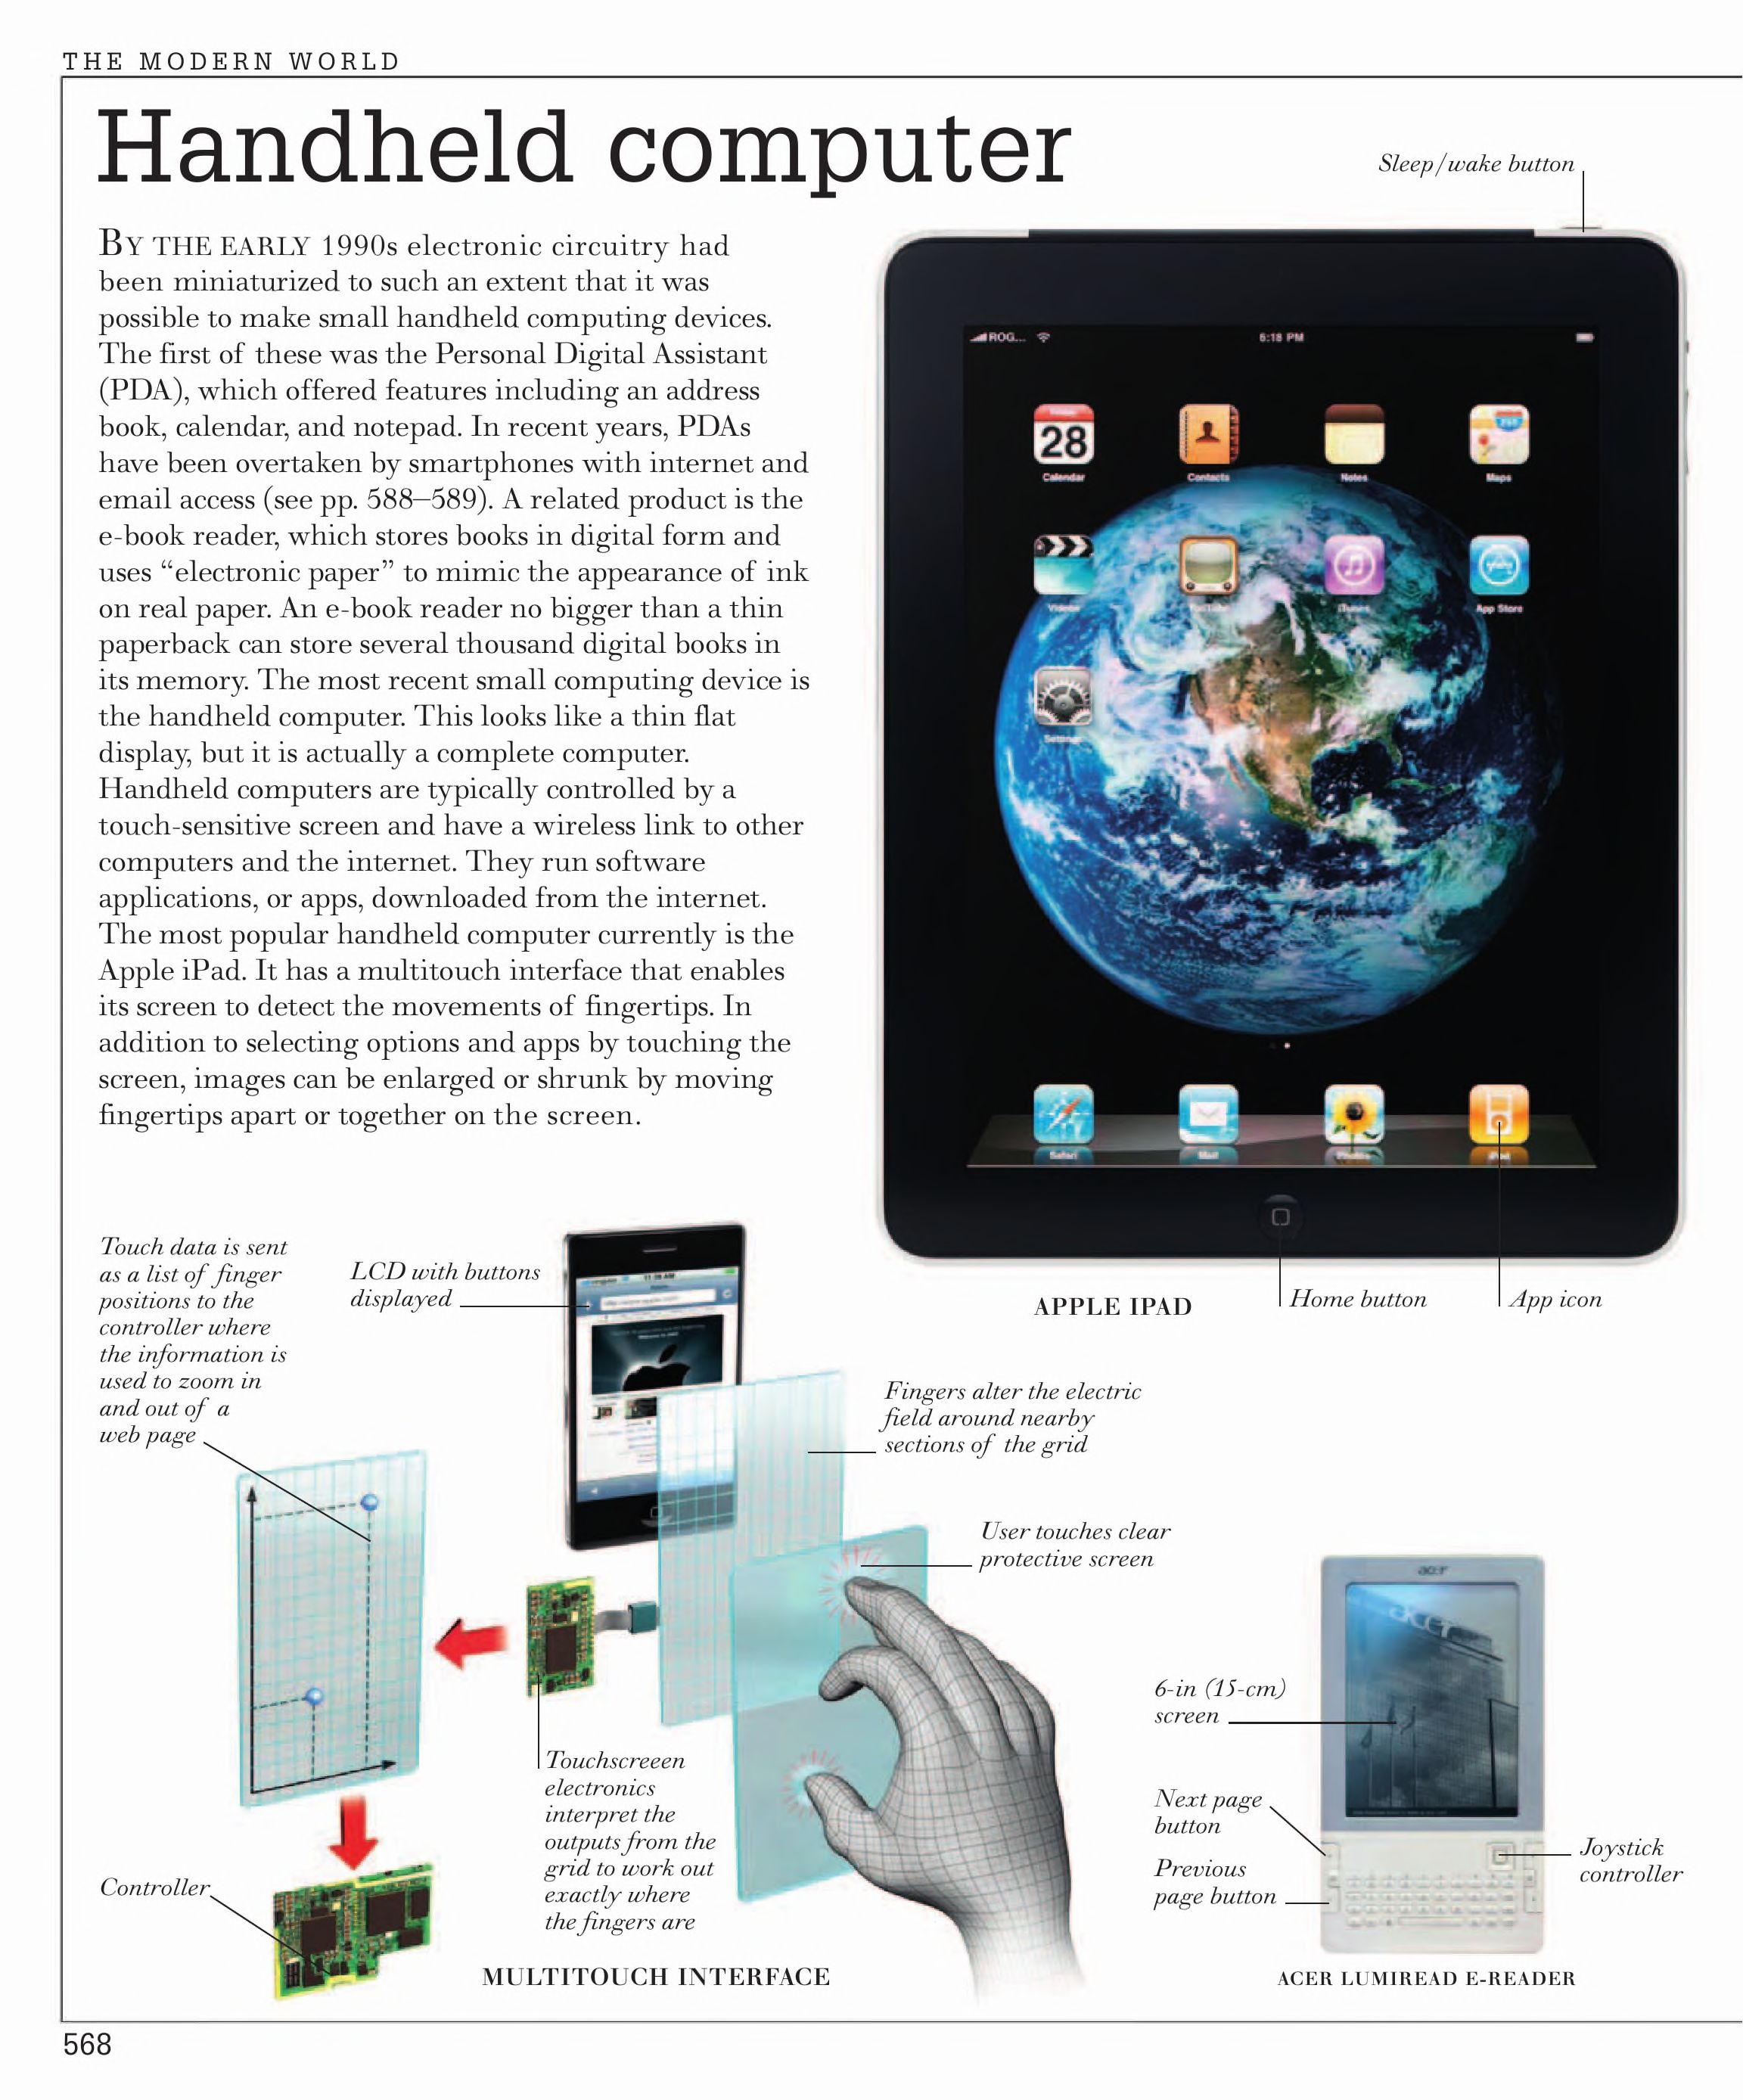 THE MODERN WORLD
Handheld computer
BY THE EARLY 1990s electronic circuitry had
been miniaturized to such an extent that it was
possible to make small handheld computing devices.
The first of these was the Personal Digital Assistant
(PDA), which offered features including an address
book, calendar, and notepad. In recent years, PDAs
have been overtaken by smartphones with internet and
email access (see pp. 588–589). A related product is the
e-book reader, which stores books in digital form and
uses “electronic paper” to mimic the appearance of ink
on real paper. An e-book reader no bigger than a thin
paperback can store several thousand digital books in
its memory. The most recent small computing device is
the handheld computer. This looks like a thin flat
display, but it is actually a complete computer.
Handheld computers are typically controlled by a
touch-sensitive screen and have a wireless link to other
computers and the internet. They run software
applications, or apps, downloaded from the internet.
The most popular handheld computer currently is the
Apple iPad. It has a multitouch interface that enables
its screen to detect the movements of fingertips. In
addition to selecting options and apps by touching the
screen, images can be enlarged or shrunk by moving
fingertips apart or together on the screen.
Sleep/wake button
ROG...
6:18 PM
28
Calendar
Contacts
Notes
Maps
Videos
YouTube
iTunes
App Store
Settings
Safari
Mail
Photos
iPod
APPLE IPAD
Home button
App icon
Touch data is sent
as a list of finger
positions to the
controller where
the information is
used to zoom in
and out of a
web page
LCD with buttons
displayed
Fingers alter the electric
field around nearby
sections of the grid
User touches clear
protective screen
Touchscreeen
electronics
interpret the
outputs from the
grid to work out
exactly where
the fingers are
Controller
MULTITOUCH INTERFACE
acer
acer
6-in (15-cm)
screen
Next page
button
Previous
page button
Joystick
controller
ACER LUMIREAD E-READER
568